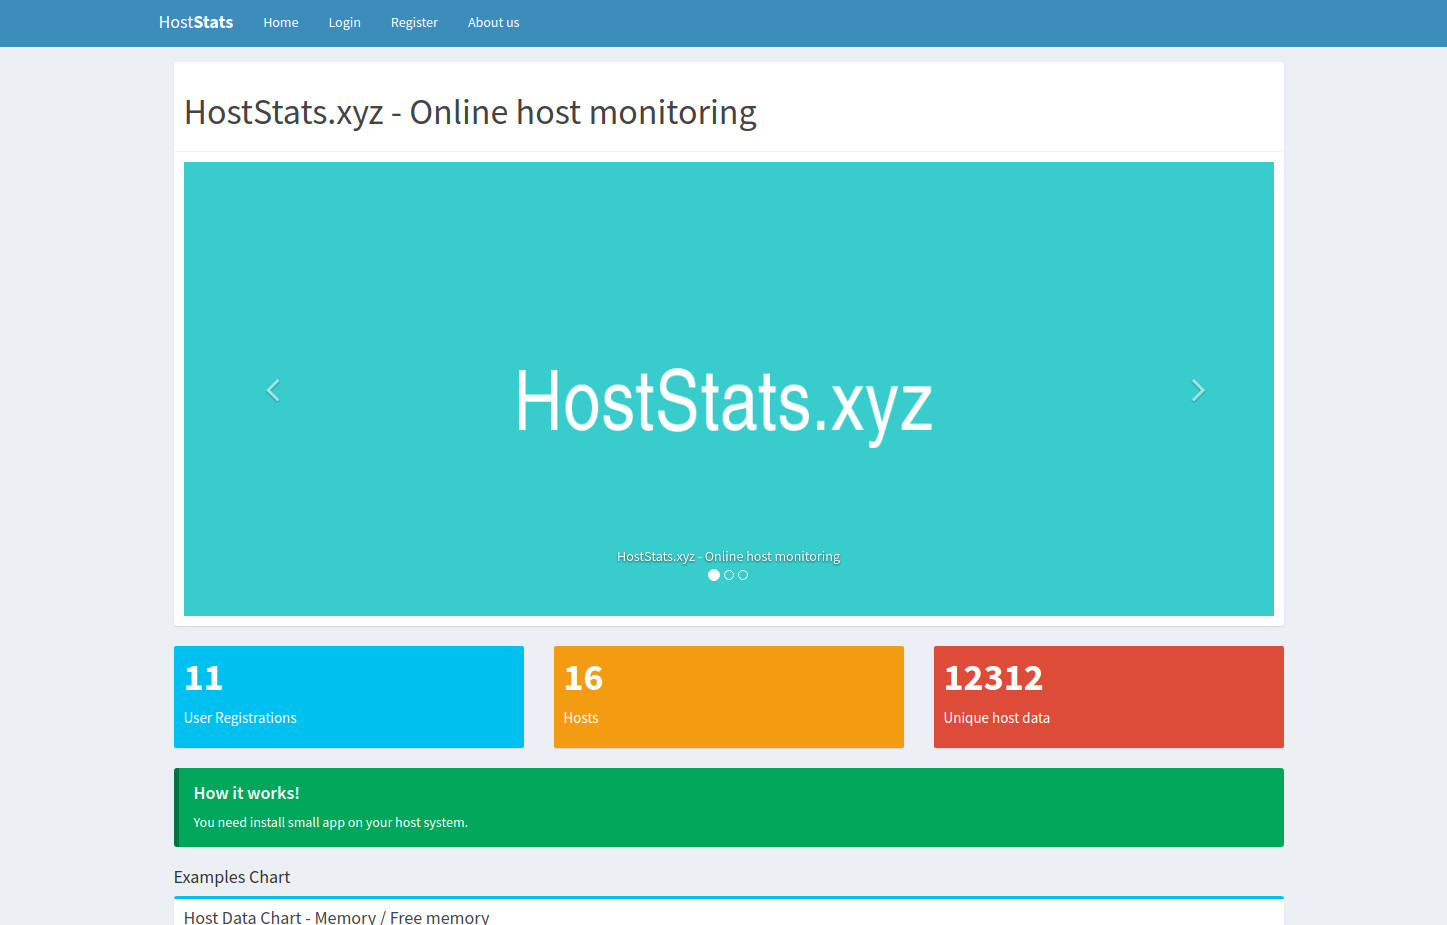 HostStats Home Login Register About us
HostStats.xyz - Online host monitoring
HostStats.xyz
HostStats.xyz - Online host monitoring
11
User Registrations
16
Hosts
12312
Unique host data
How it works!
You need install small app on your host system.
Examples Chart
Host Data Chart - Memory / Free memory